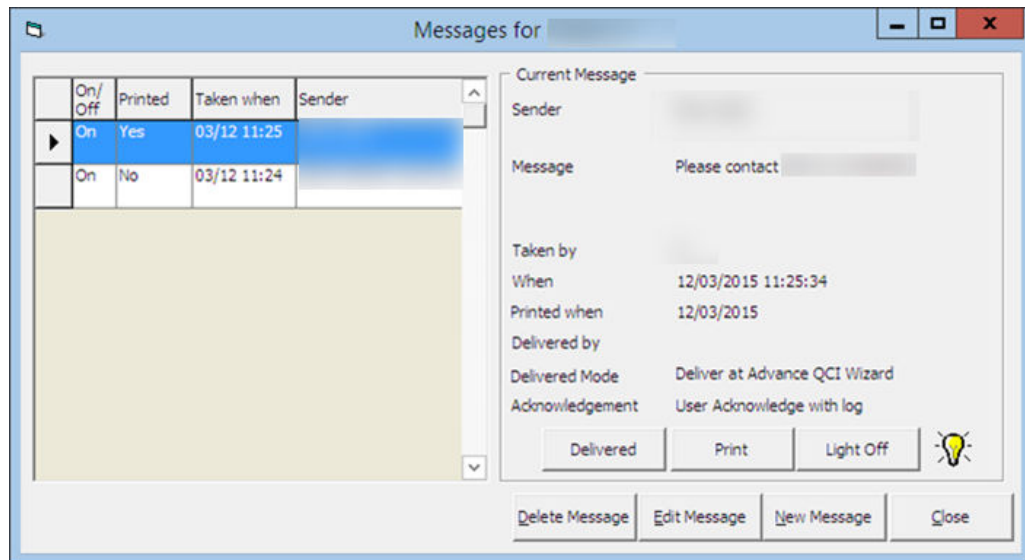 Messages for
On/
Off
Printed
Taken when
Sender
On Yes 03/12 11:25
On No 03/12 11:24
Current Message
Sender
Message Please contact
Taken by
When 12/03/2015 11:25:34
Printed when 12/03/2015
Delivered by
Delivered Mode Deliver at Advance QCI Wizard
Acknowledgement User Acknowledge with log
Delivered Print Light Off
Delete Message Edit Message New Message Close